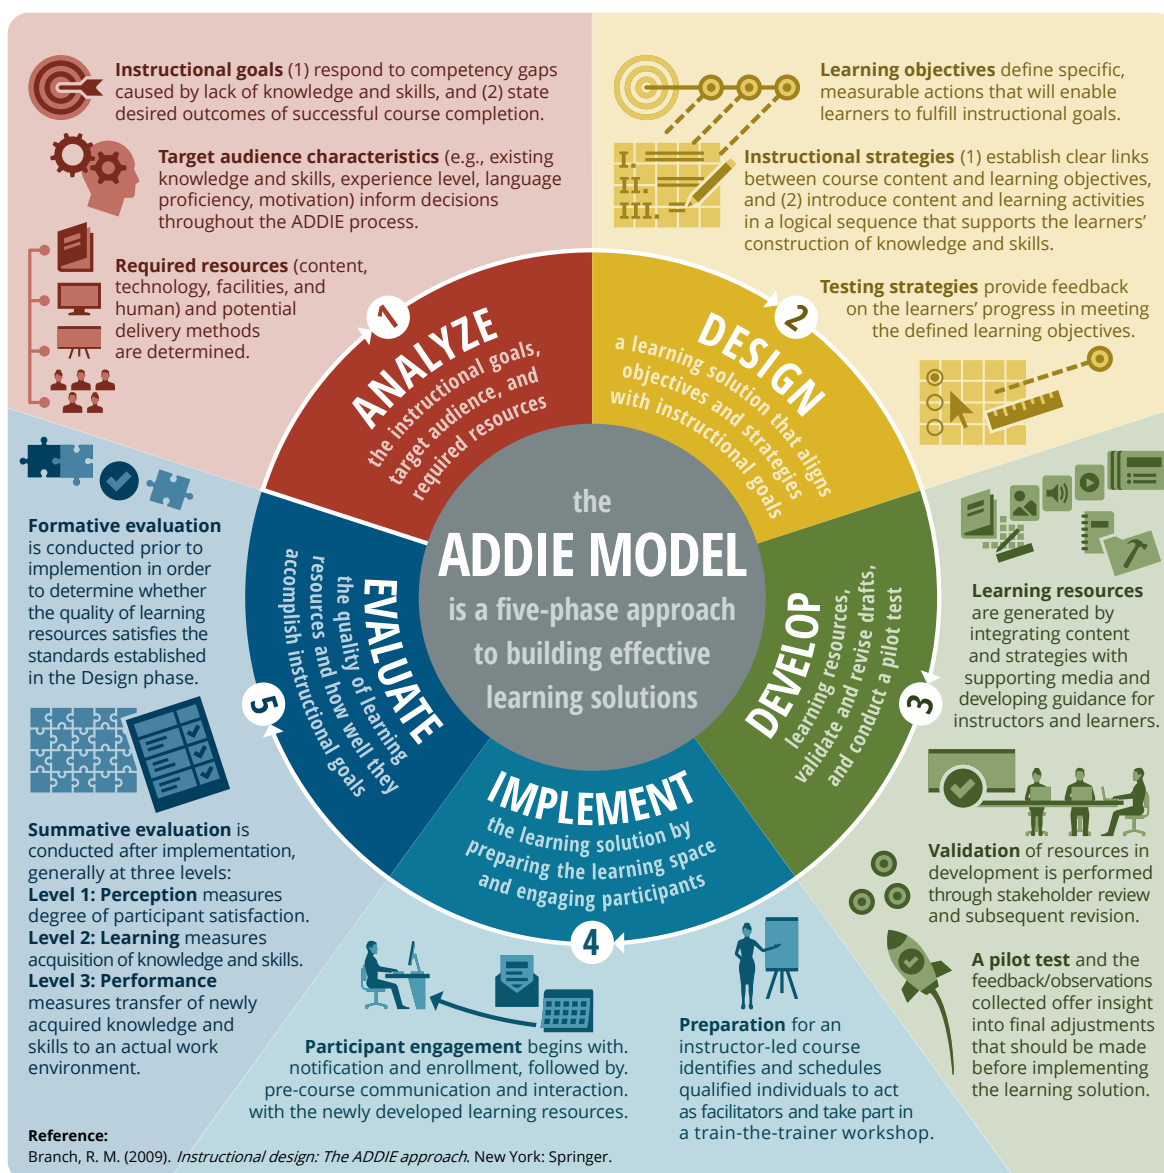 Instructional goals (1) respond to competency gaps
caused by lack of knowledge and skills, and (2) state
desired outcomes of successful course completion.
Target audience characteristics (e.g., existing
knowledge and skills, experience level, language
proficiency, motivation) inform decisions
throughout the ADDIE process.
Required resources (content,
technology, facilities, and
human) and potential
delivery methods
are determined.
Learning objectives define specific,
measurable actions that will enable
learners to fulfill instructional goals.
I.
II.
III.
Instructional strategies (1) establish clear links
between course content and learning objectives,
and (2) introduce content and learning activities
in a logical sequence that supports the learners'
construction of knowledge and skills.
Testing strategies provide feedback
on the learners' progress in meeting
the defined learning objectives.
1
ANALYZE
the instructional goals,
target audience, and
required resources
2
DESIGN
a learning solution that aligns
objectives and strategies
with instructional goals
3
DEVELOP
learning resources,
validate and revise drafts,
and conduct a pilot test
4
IMPLEMENT
the learning solution by
preparing the learning space
and engaging participants
5
EVALUATE
the quality of learning
resources and how well they
accomplish instructional goals
the
ADDIE MODEL
is a five-phase approach
to building effective
learning solutions
Learning resources
are generated by
integrating content
and strategies with
supporting media and
developing guidance for
instructors and learners.
Validation of resources in
development is performed
through stakeholder review
and subsequent revision.
A pilot test and the
feedback/observations
collected offer insight
into final adjustments
that should be made
before implementing
the learning solution.
Preparation for an
instructor-led course
identifies and schedules
qualified individuals to act
as facilitators and take part in
a train-the-trainer workshop.
Participant engagement begins with.
notification and enrollment, followed by.
pre-course communication and interaction.
with the newly developed learning resources.
Formative evaluation
is conducted prior to
implemention in order
to determine whether
the quality of learning
resources satisfies the
standards established
in the Design phase.
Summative evaluation is
conducted after implementation,
generally at three levels:
Level 1: Perception measures
degree of participant satisfaction.
Level 2: Learning measures
acquisition of knowledge and skills.
Level 3: Performance
measures transfer of newly
acquired knowledge and
skills to an actual work
environment.
Reference:
Branch, R. M. (2009). Instructional design: The ADDIE approach. New York: Springer.